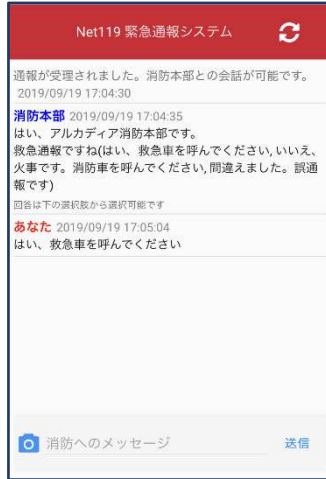 Net119 緊急通報システム
通報が受理されました。消防本部との会話が可能です。
2019/09/19 17:04:30
消防本部 2019/09/19 17:04:35
はい、アルカディア消防本部です。
救急通報ですね(はい、救急車を呼んでください, いいえ、
火事です。消防車を呼んでください, 間違えました。誤通
報です)
回答は下の選択肢から選択可能です
あなた 2019/09/19 17:05:04
はい、救急車を呼んでください
消防へのメッセージ
送信